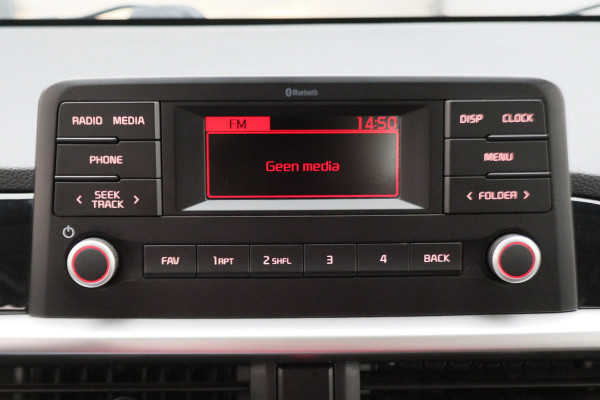 Bluetooth
RADIO MEDIA
FM 14:50
DISP CLOCK
PHONE
Geen media
MENU
< SEEK TRACK >
< FOLDER >
FAV 1 RPT 2 SHFL 3 4 BACK